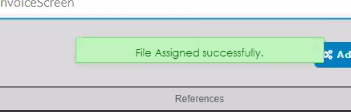 nvoiceScreen
File Assigned successfully.
Ad
References